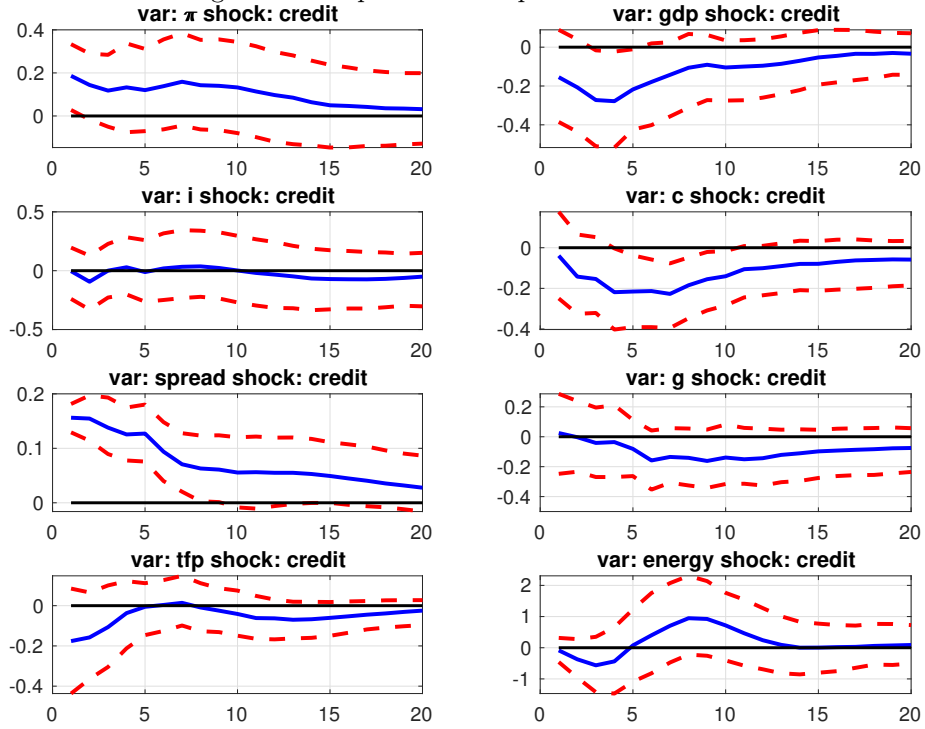 var: π shock: credit
0.4
0.2
0
0 5 10 15 20
var: gdp shock: credit
0
-0.2
-0.4
0 5 10 15 20
var: i shock: credit
0.5
0
-0.5
0 5 10 15 20
var: c shock: credit
0
-0.2
-0.4
0 5 10 15 20
var: spread shock: credit
0.2
0.1
0
0 5 10 15 20
var: g shock: credit
0.2
0
-0.2
-0.4
0 5 10 15 20
var: tfp shock: credit
0
-0.2
-0.4
0 5 10 15 20
var: energy shock: credit
2
1
0
-1
0 5 10 15 20